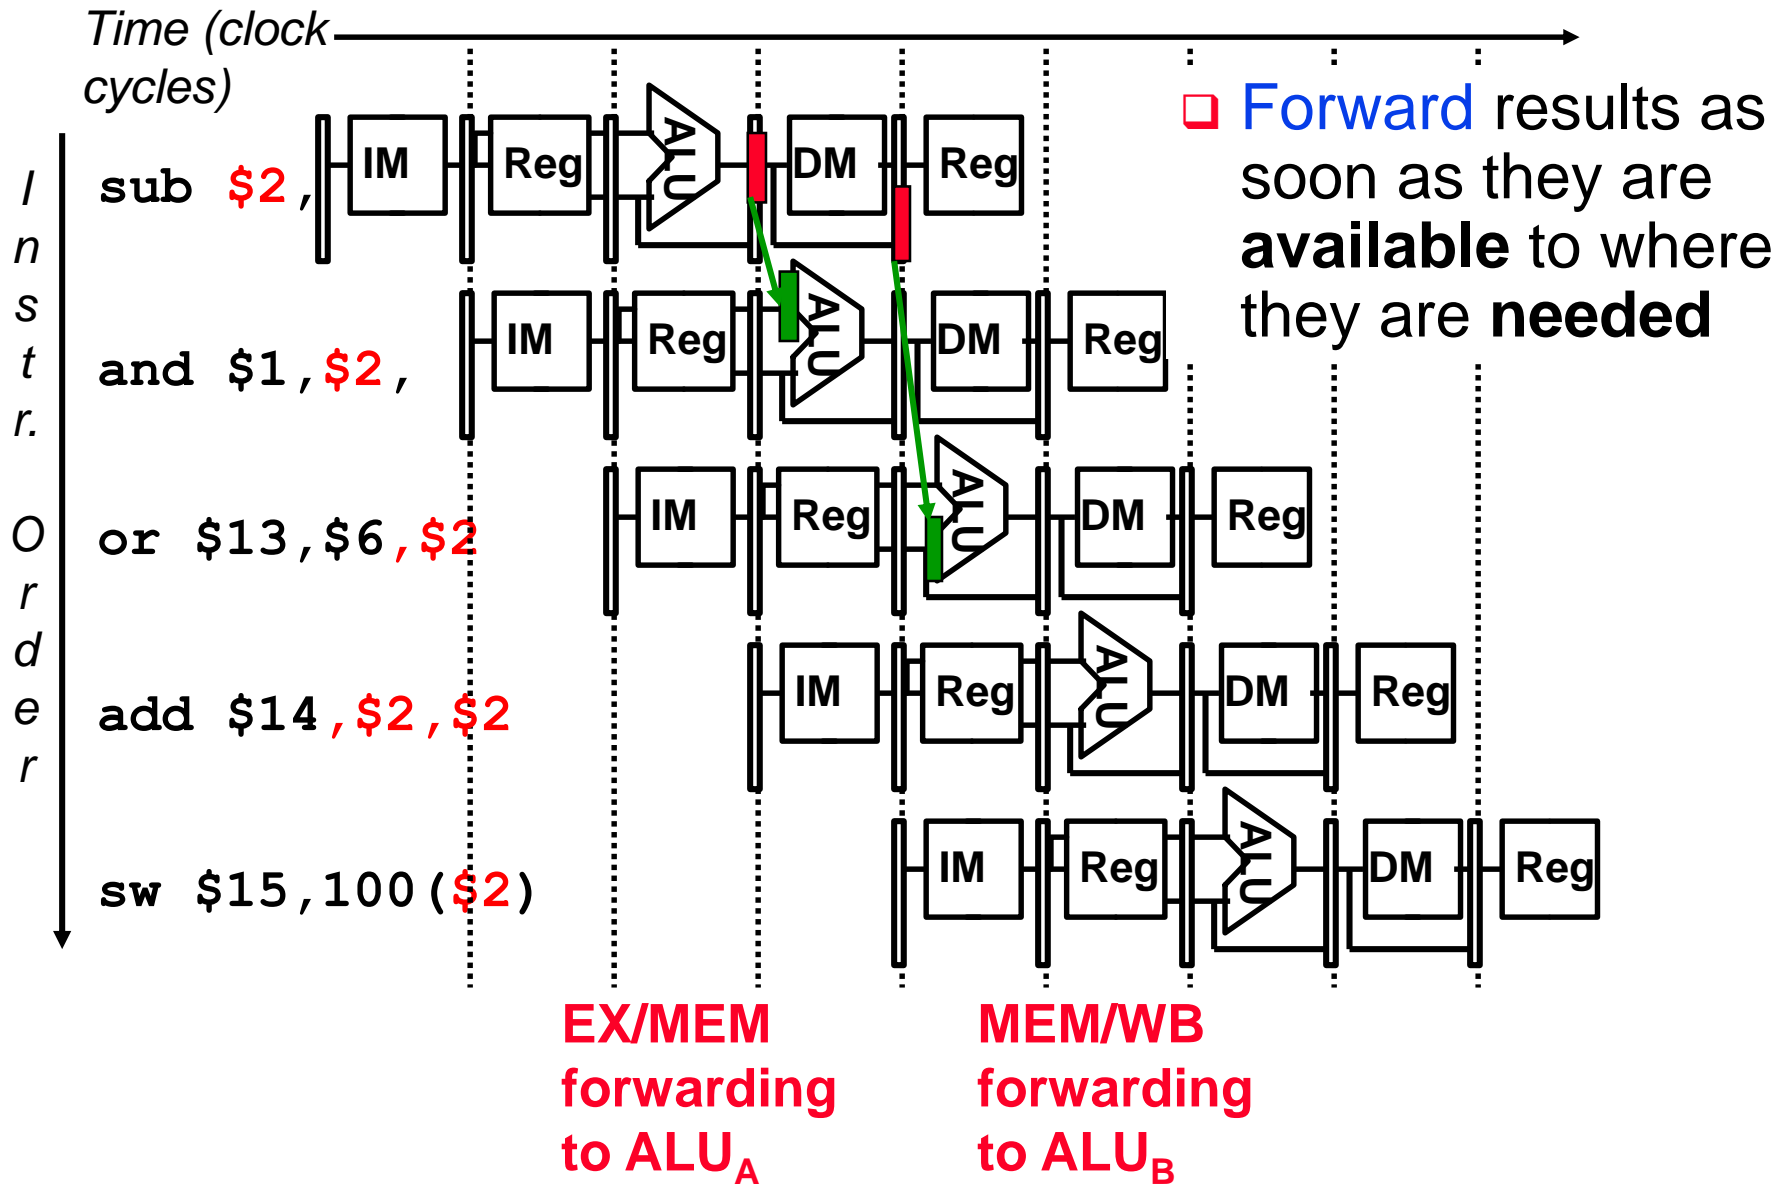 Time (clock
cycles)
❑ Forward results as
soon as they are
available to where
they are needed
I
n
s
t
r.
O
r
d
e
r
sub $2,
IM
Reg
ALU
DM
Reg
and $1,$2,
IM
Reg
ALU
DM
Reg
or $13,$6,$2
IM
Reg
ALU
DM
Reg
add $14,$2,$2
IM
Reg
ALU
DM
Reg
sw $15,100($2)
IM
Reg
ALU
DM
Reg
EX/MEM
forwarding
to ALU_A
MEM/WB
forwarding
to ALU_B